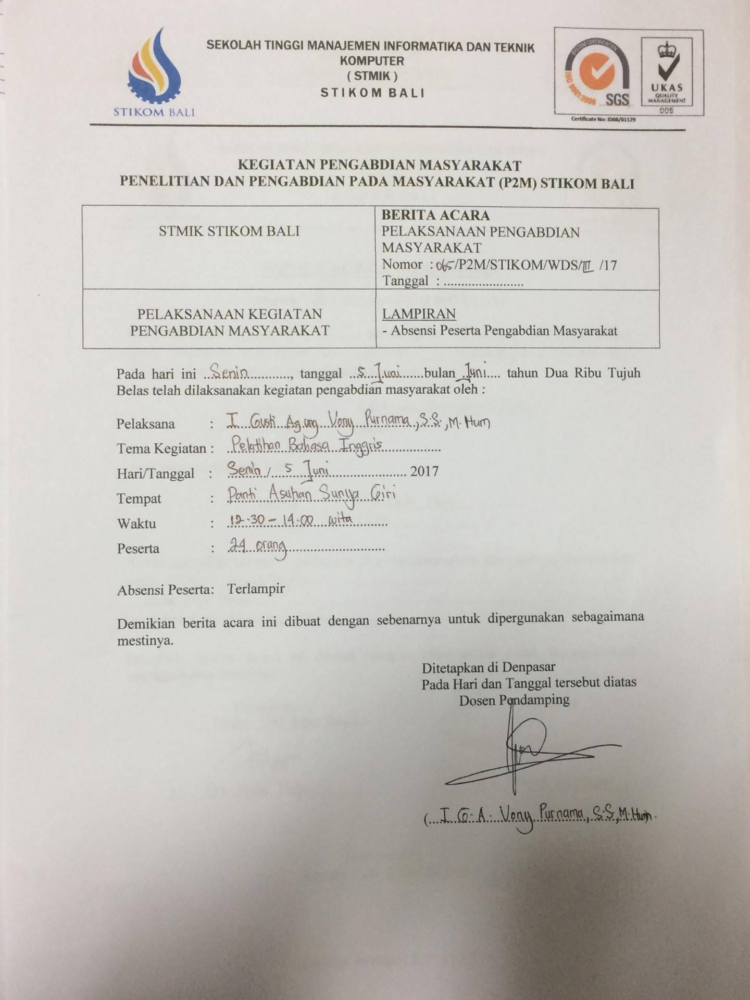 SEKOLAH TINGGI MANAJEMEN INFORMATIKA DAN TEKNIK
KOMPUTER
( STMIK )
STIKOM BALI
STIKOM BALI
SYSTEM CERTIFICATION
ISO 9001:2008
SGS
UKAS
QUALITY
MANAGEMENT
005
Certificate No: ID08/01129
KEGIATAN PENGABDIAN MASYARAKAT
PENELITIAN DAN PENGABDIAN PADA MASYARAKAT (P2M) STIKOM BALI
STMIK STIKOM BALI
BERITA ACARA
PELAKSANAAN PENGABDIAN
MASYARAKAT
Nomor : 065/P2M/STIKOM/WDS/III /17
Tanggal : .......................
PELAKSANAAN KEGIATAN
PENGABDIAN MASYARAKAT
LAMPIRAN
- Absensi Peserta Pengabdian Masyarakat
Pada hari ini ..Senin............, tanggal ..5....Juni.......bulan ..Juni.... tahun Dua Ribu Tujuh
Belas telah dilaksanakan kegiatan pengabdian masyarakat oleh :
Pelaksana : I Gusti Agung Vony Purnama, S.S., M. Hum
Tema Kegiatan : Pelatihan Bahasa Inggris
Hari/Tanggal : Senin / 5 Juni ...................... 2017
Tempat : Panti Asuhan Sunya Giri
Waktu : 12.30 - 14.00 wita
Peserta : 24 orang
Absensi Peserta: Terlampir
Demikian berita acara ini dibuat dengan sebenarnya untuk dipergunakan sebagaimana
mestinya.
Ditetapkan di Denpasar
Pada Hari dan Tanggal tersebut diatas
Dosen Pendamping
(....I. G. A. Vony Purnama, S.S., M. Hum.